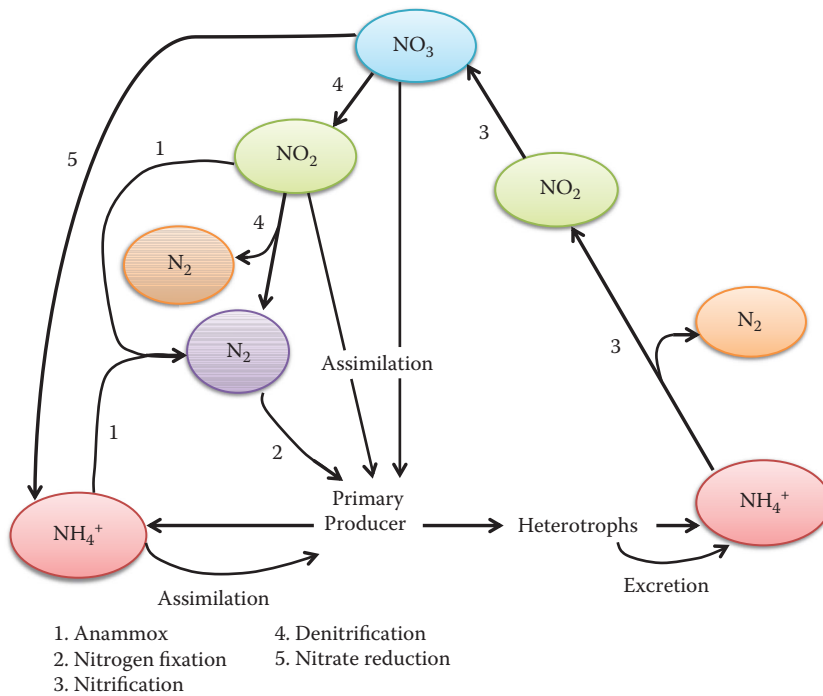 NO₃
4
5
1
NO₂
3
NO₂
4
N₂
N₂
N₂
3
Assimilation
1
2
Primary
Producer
NH₄⁺
Heterotrophs
NH₄⁺
Assimilation
Excretion
1. Anammox
2. Nitrogen fixation
3. Nitrification
4. Denitrification
5. Nitrate reduction